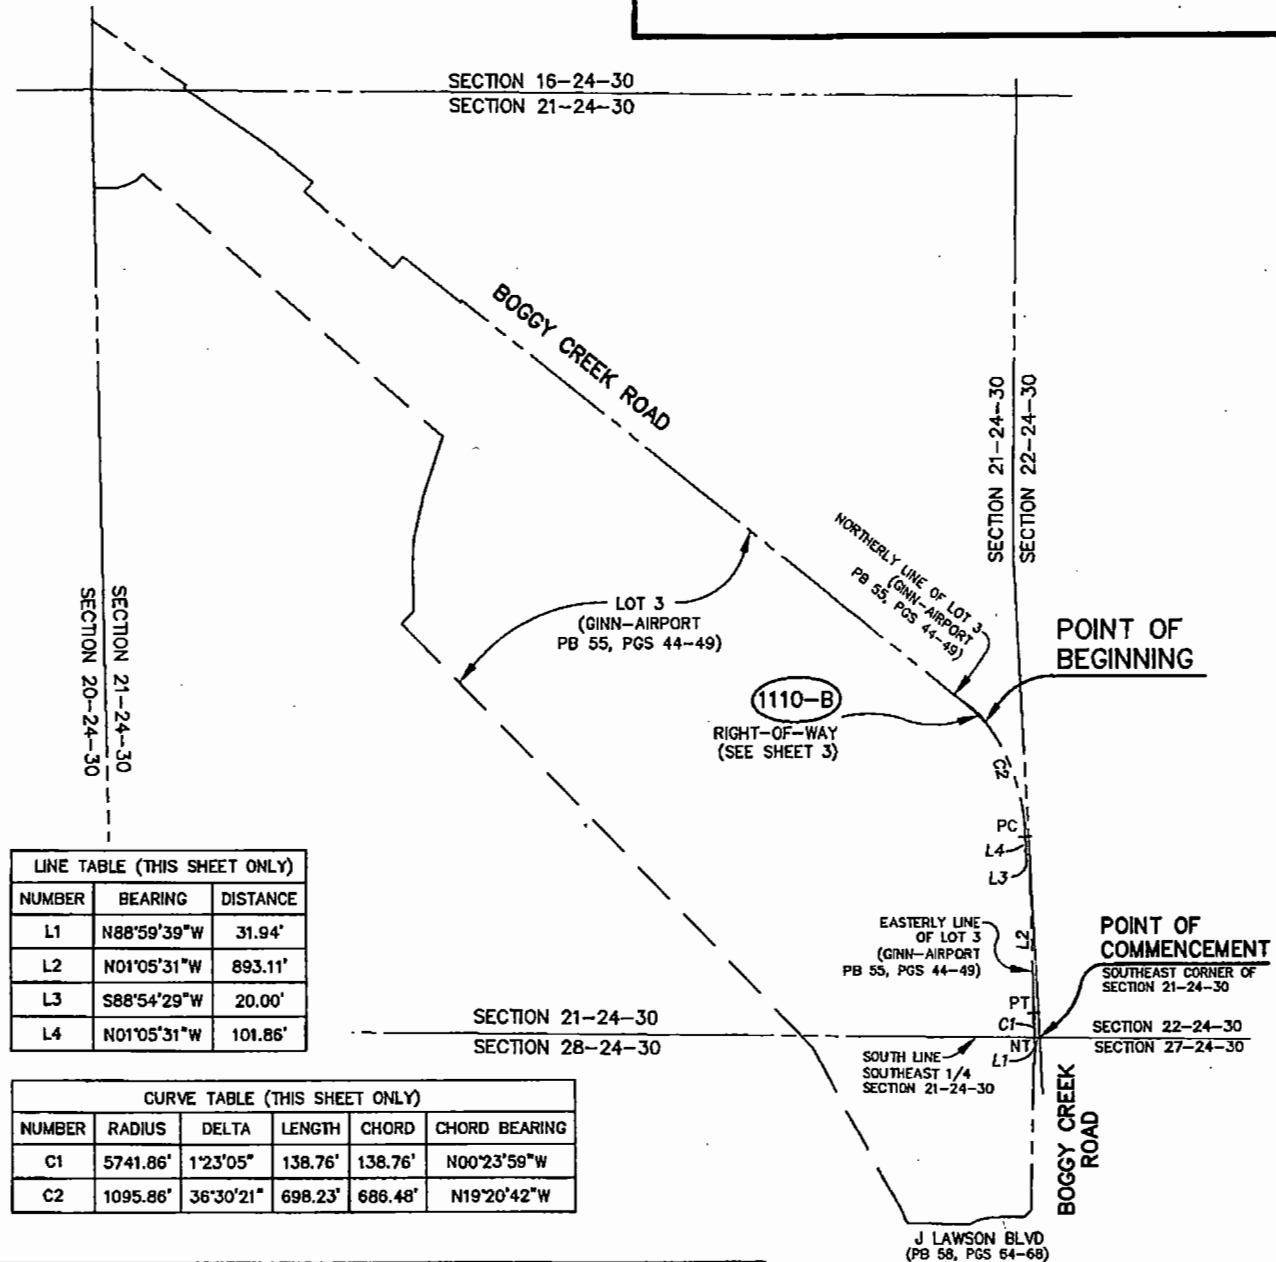 SECTION 16-24-30
SECTION 21-24-30
BOGGY CREEK ROAD
SECTION 21-24-30
SECTION 22-24-30
NORTHERLY LINE OF LOT 3
(GINN-AIRPORT
PB 55, PGS 44-49)
LOT 3
(GINN-AIRPORT
PB 55, PGS 44-49)
POINT OF
BEGINNING
SECTION 21-24-30
SECTION 20-24-30
1110-B
RIGHT-OF-WAY
(SEE SHEET 3)
C2
PC
L4
L3
LINE TABLE (THIS SHEET ONLY)
NUMBER BEARING DISTANCE
L1 N88°59'39"W 31.94'
L2 N01°05'31"W 893.11'
L3 S88°54'29"W 20.00'
L4 N01°05'31"W 101.86'
EASTERLY LINE
OF LOT 3
(GINN-AIRPORT
PB 55, PGS 44-49)
L2
POINT OF
COMMENCEMENT
SOUTHEAST CORNER OF
SECTION 21-24-30
PT
C1
NT
L1
SECTION 21-24-30
SECTION 28-24-30
SECTION 22-24-30
SECTION 27-24-30
SOUTH LINE
SOUTHEAST 1/4
SECTION 21-24-30
CURVE TABLE (THIS SHEET ONLY)
NUMBER RADIUS DELTA LENGTH CHORD CHORD BEARING
C1 5741.86' 1°23'05" 138.76' 138.76' N00°23'59"W
C2 1095.86' 36°30'21" 698.23' 686.48' N19°20'42"W
BOGGY CREEK
ROAD
J LAWSON BLVD
(PB 58, PGS 54-68)